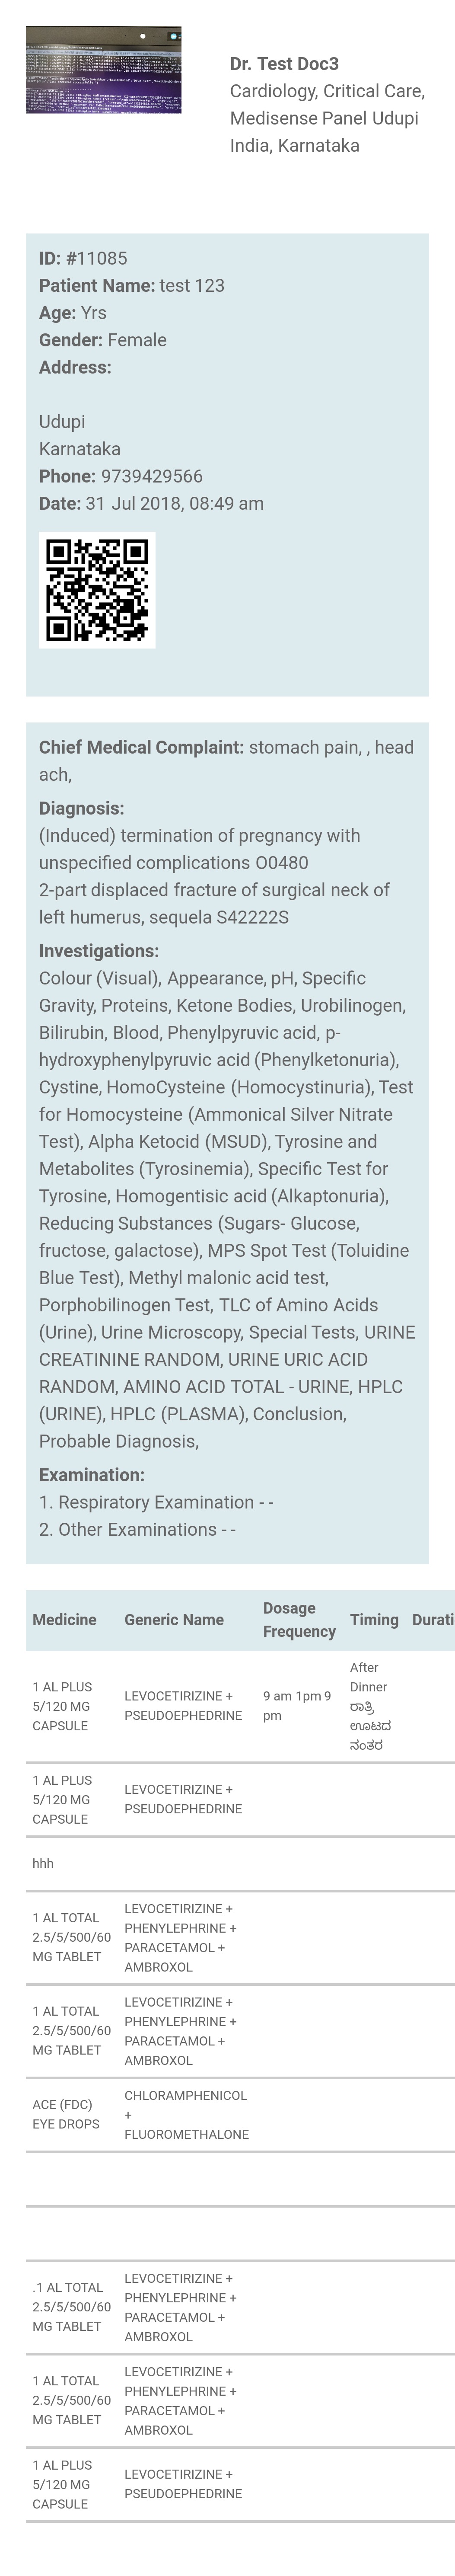 Dr. Test Doc3
Cardiology, Critical Care,
Medisense Panel Udupi
India, Karnataka
ID: #11085
Patient Name: test 123
Age: Yrs
Gender: Female
Address:
Udupi
Karnataka
Phone: 9739429566
Date: 31 Jul 2018, 08:49 am
Chief Medical Complaint: stomach pain, , head
ach,
Diagnosis:
(Induced) termination of pregnancy with
unspecified complications O0480
2-part displaced fracture of surgical neck of
left humerus, sequela S42222S
Investigations:
Colour (Visual), Appearance, pH, Specific
Gravity, Proteins, Ketone Bodies, Urobilinogen,
Bilirubin, Blood, Phenylpyruvic acid, p-
hydroxyphenylpyruvic acid (Phenylketonuria),
Cystine, HomoCysteine (Homocystinuria), Test
for Homocysteine (Ammonical Silver Nitrate
Test), Alpha Ketocid (MSUD), Tyrosine and
Metabolites (Tyrosinemia), Specific Test for
Tyrosine, Homogentisic acid (Alkaptonuria),
Reducing Substances (Sugars- Glucose,
fructose, galactose), MPS Spot Test (Toluidine
Blue Test), Methyl malonic acid test,
Porphobilinogen Test, TLC of Amino Acids
(Urine), Urine Microscopy, Special Tests, URINE
CREATININE RANDOM, URINE URIC ACID
RANDOM, AMINO ACID TOTAL - URINE, HPLC
(URINE), HPLC (PLASMA), Conclusion,
Probable Diagnosis,
Examination:
1. Respiratory Examination - -
2. Other Examinations - -
Medicine Generic Name Dosage Frequency Timing Durati
1 AL PLUS
5/120 MG
CAPSULE
LEVOCETIRIZINE +
PSEUDOEPHEDRINE
9 am 1pm 9
pm
After
Dinner
ರಾತ್ರಿ
ಊಟದ
ನಂತರ
1 AL PLUS
5/120 MG
CAPSULE
LEVOCETIRIZINE +
PSEUDOEPHEDRINE
hhh
1 AL TOTAL
2.5/5/500/60
MG TABLET
LEVOCETIRIZINE +
PHENYLEPHRINE +
PARACETAMOL +
AMBROXOL
1 AL TOTAL
2.5/5/500/60
MG TABLET
LEVOCETIRIZINE +
PHENYLEPHRINE +
PARACETAMOL +
AMBROXOL
ACE (FDC)
EYE DROPS
CHLORAMPHENICOL
+
FLUOROMETHALONE
.1 AL TOTAL
2.5/5/500/60
MG TABLET
LEVOCETIRIZINE +
PHENYLEPHRINE +
PARACETAMOL +
AMBROXOL
1 AL TOTAL
2.5/5/500/60
MG TABLET
LEVOCETIRIZINE +
PHENYLEPHRINE +
PARACETAMOL +
AMBROXOL
1 AL PLUS
5/120 MG
CAPSULE
LEVOCETIRIZINE +
PSEUDOEPHEDRINE